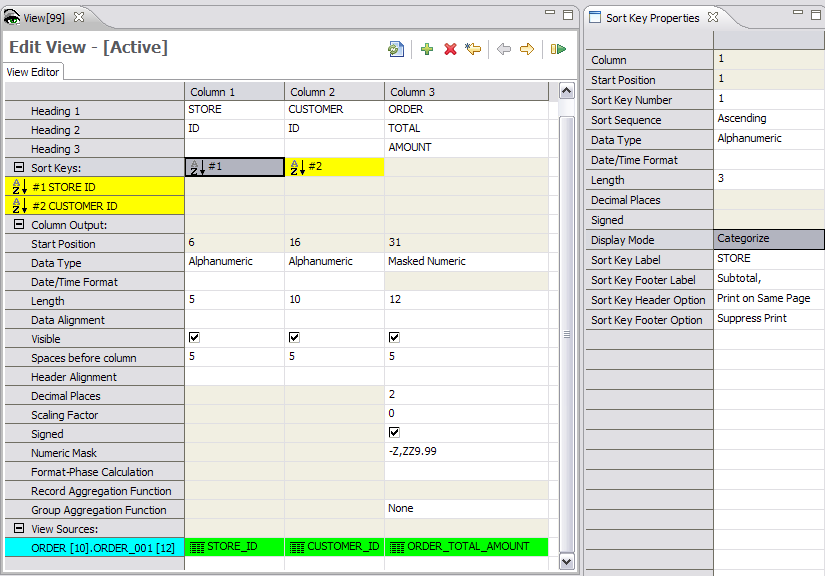 View[99]
Edit View - [Active]
View Editor
Column 1 Column 2 Column 3
Heading 1 STORE CUSTOMER ORDER
Heading 2 ID ID TOTAL
Heading 3 AMOUNT
Sort Keys: #1 #2
#1 STORE ID
#2 CUSTOMER ID
Column Output:
Start Position 6 16 31
Data Type Alphanumeric Alphanumeric Masked Numeric
Date/Time Format
Length 5 10 12
Data Alignment
Visible
Spaces before column 5 5 5
Header Alignment
Decimal Places 2
Scaling Factor 0
Signed
Numeric Mask -Z,ZZ9.99
Format-Phase Calculation
Record Aggregation Function
Group Aggregation Function None
View Sources:
ORDER [10].ORDER_001 [12] STORE_ID CUSTOMER_ID ORDER_TOTAL_AMOUNT
Sort Key Properties
Column 1
Start Position 1
Sort Key Number 1
Sort Sequence Ascending
Data Type Alphanumeric
Date/Time Format
Length 3
Decimal Places
Signed
Display Mode Categorize
Sort Key Label STORE
Sort Key Footer Label Subtotal,
Sort Key Header Option Print on Same Page
Sort Key Footer Option Suppress Print